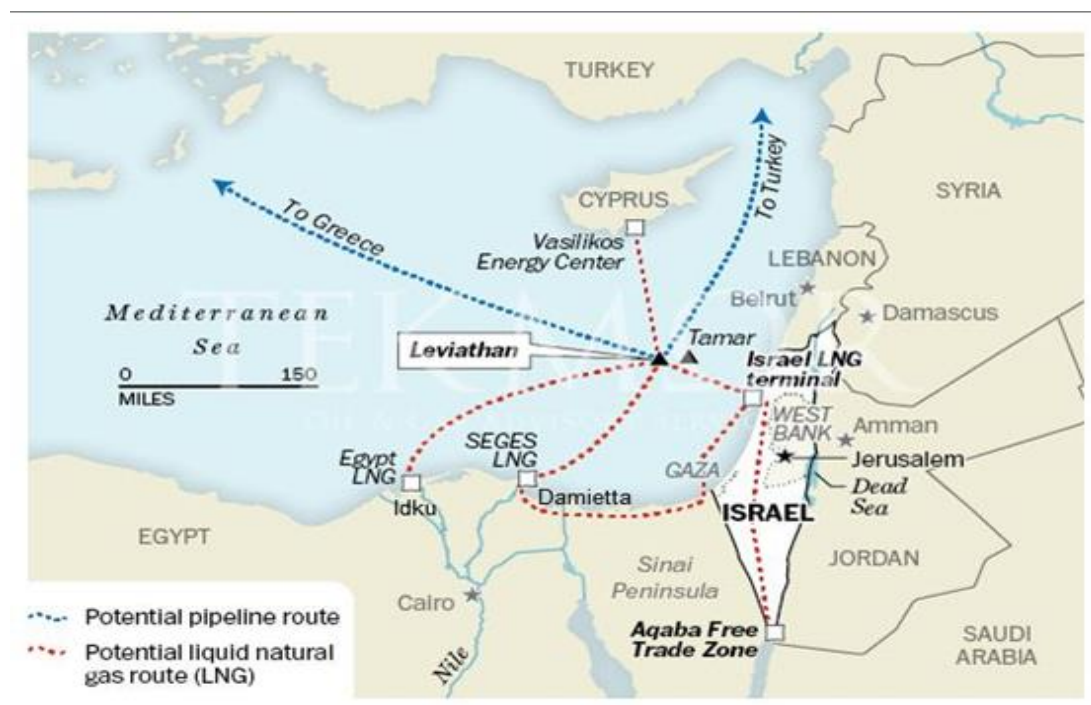 TURKEY
To Greece
To Turkey
CYPRUS
Vasilikos
Energy Center
SYRIA
LEBANON
Beirut
Damascus
Mediterranean
Sea
0 150
MILES
Leviathan
Tamar
Israel LNG
terminal
WEST
BANK
Amman
Jerusalem
Dead
Sea
Egypt
LNG
Idku
SEGES
LNG
Damietta
GAZA
ISRAEL
EGYPT
Cairo
Nile
Sinai
Peninsula
JORDAN
Aqaba Free
Trade Zone
SAUDI
ARABIA
Potential pipeline route
Potential liquid natural
gas route (LNG)